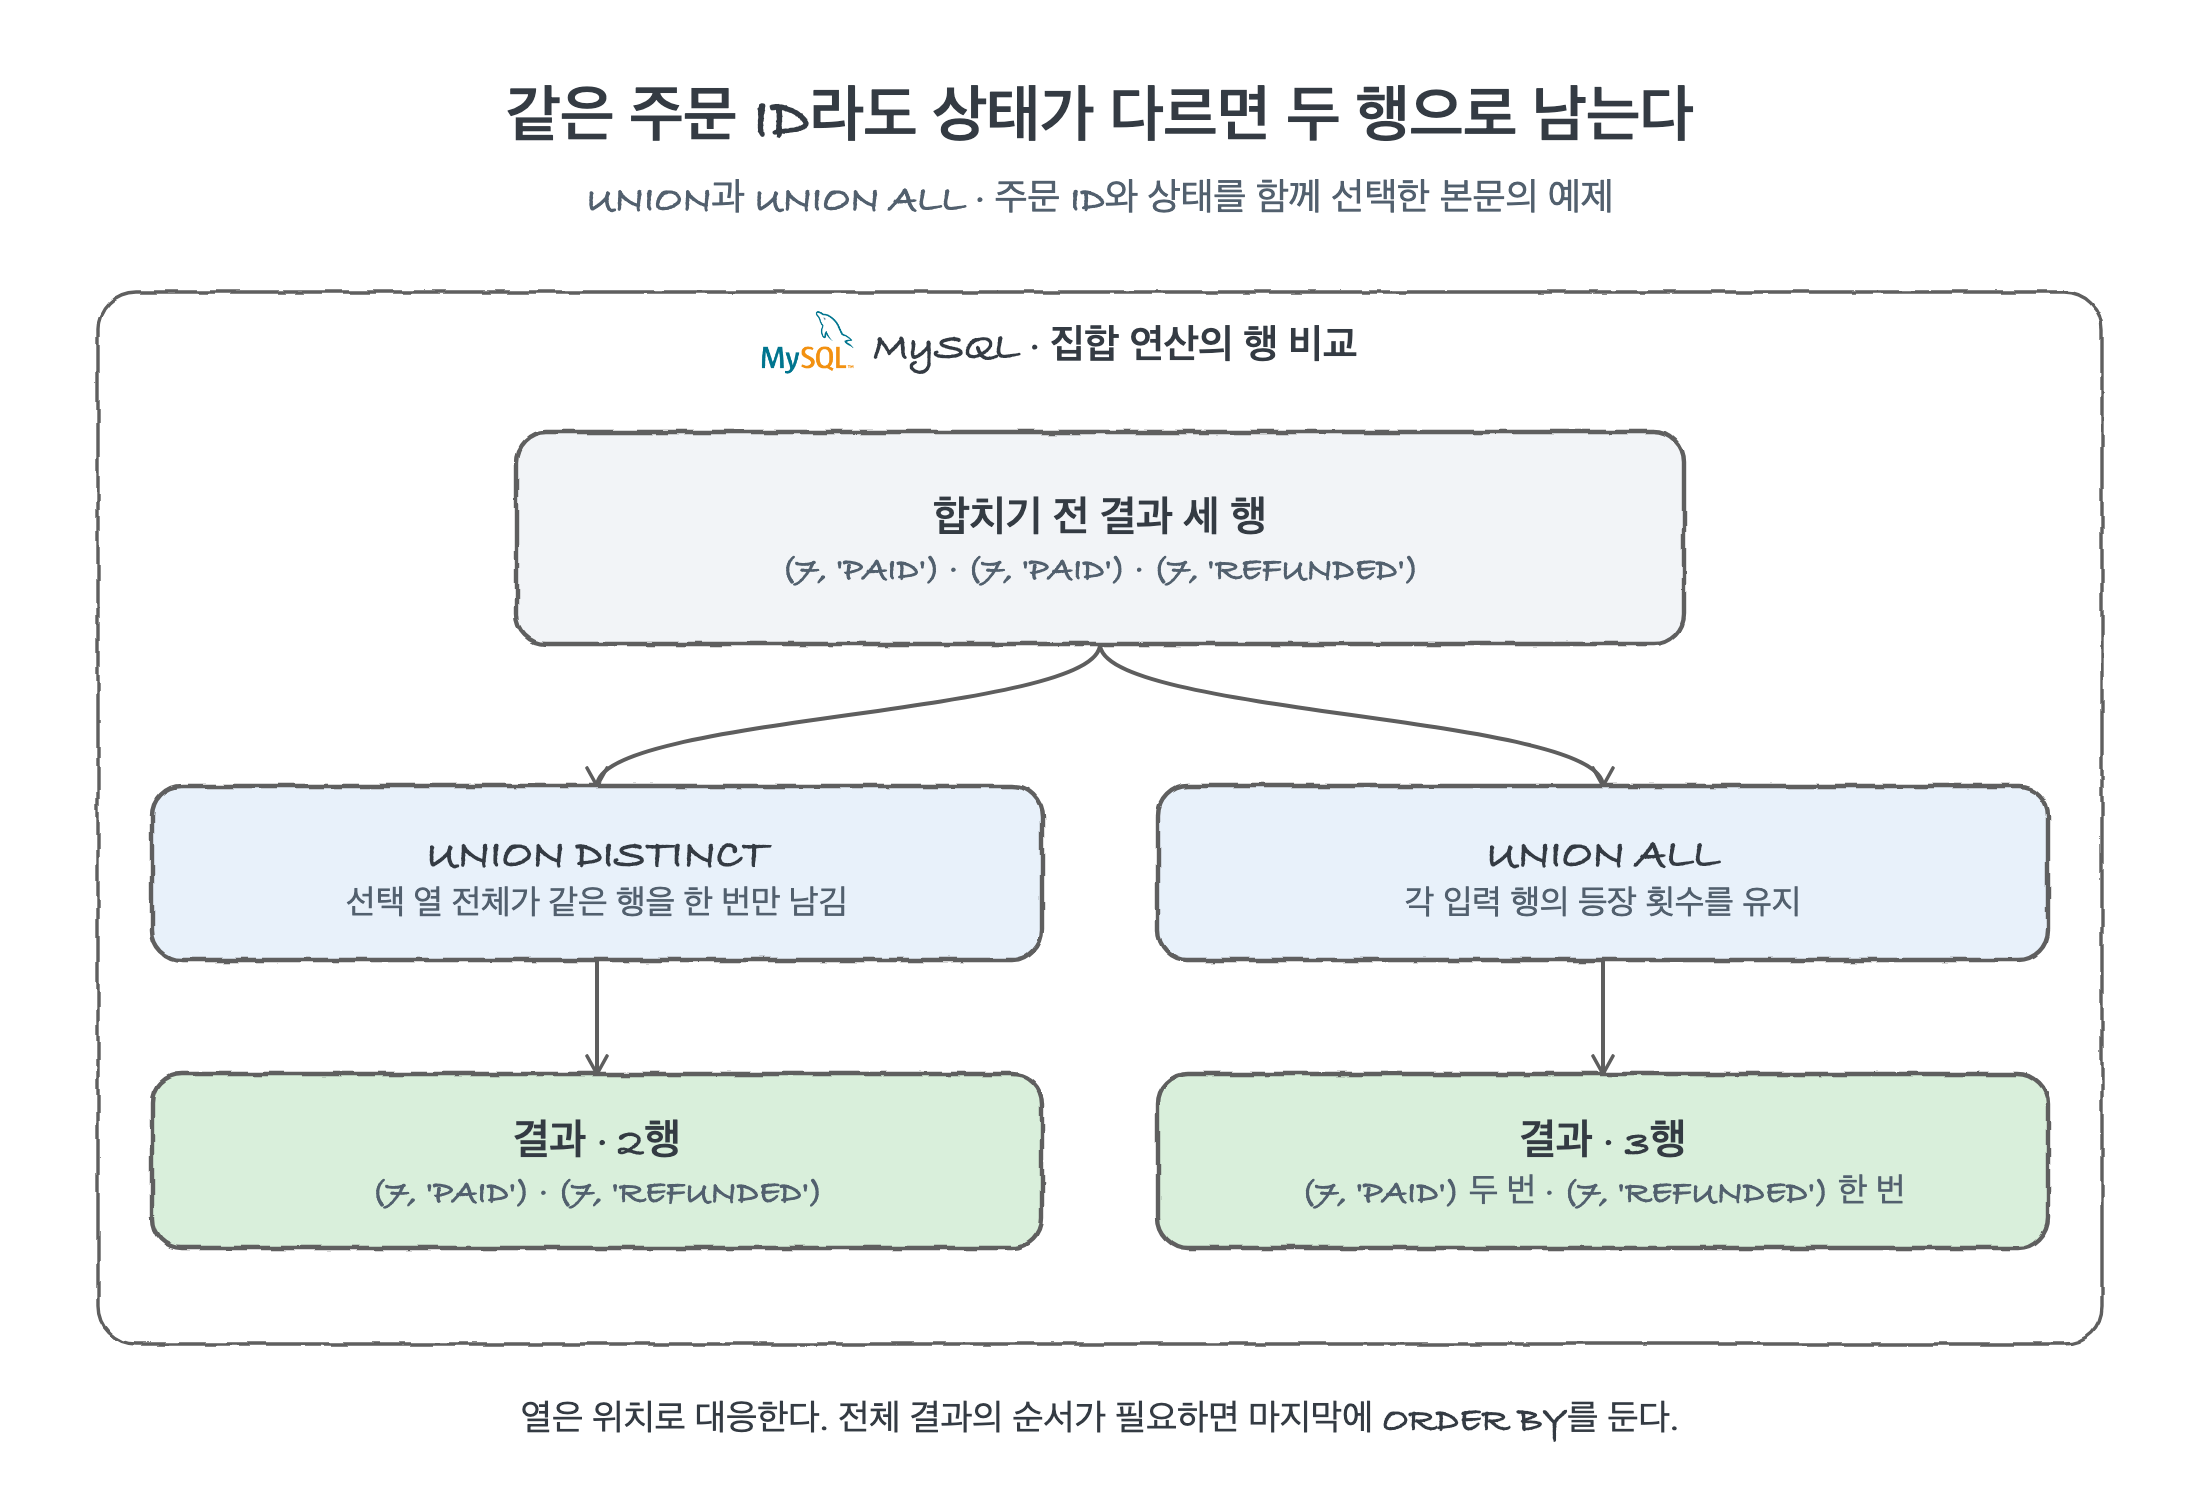 같은 주문 ID라도 상태가 다르면 두 행으로 남는다
UNION과 UNION ALL · 주문 ID와 상태를 함께 선택한 본문의 예제
MySQL™ MySQL · 집합 연산의 행 비교
합치기 전 결과 세 행
(7, 'PAID') · (7, 'PAID') · (7, 'REFUNDED')
UNION DISTINCT
선택 열 전체가 같은 행을 한 번만 남김
UNION ALL
각 입력 행의 등장 횟수를 유지
결과 · 2행
(7, 'PAID') · (7, 'REFUNDED')
결과 · 3행
(7, 'PAID') 두 번 · (7, 'REFUNDED') 한 번
열은 위치로 대응한다. 전체 결과의 순서가 필요하면 마지막에 ORDER BY를 둔다.